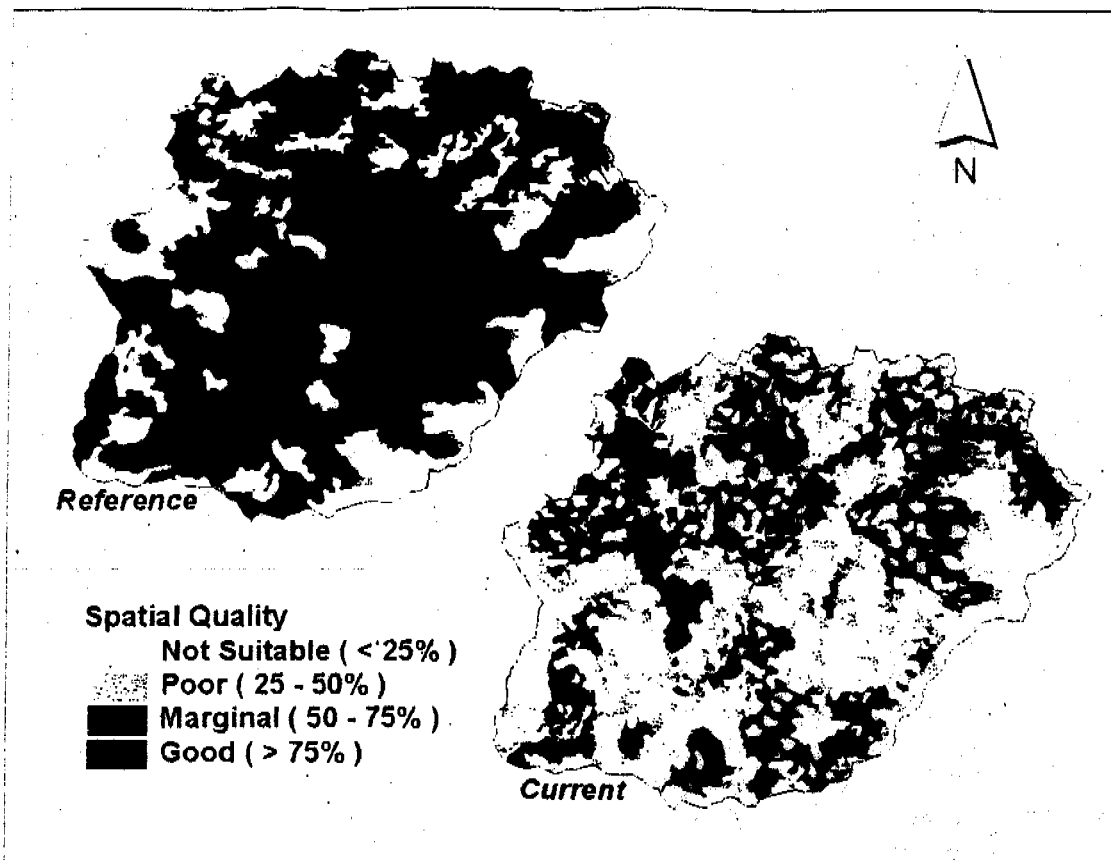 N
Reference
Spatial Quality
Not Suitable ( < 25% )
Poor ( 25 - 50% )
Marginal ( 50 - 75% )
Good ( > 75% )
Current